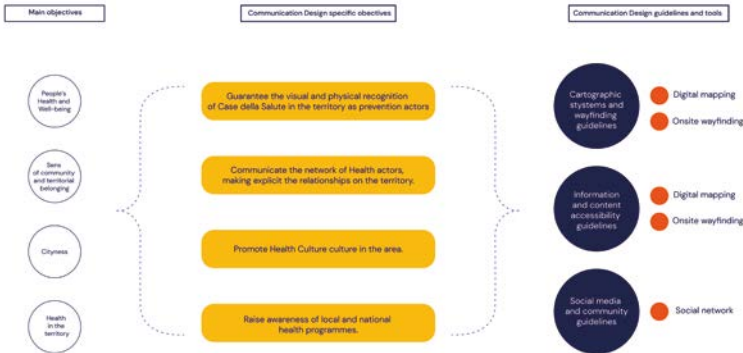 Main objectives
Communication Design specific obectives
Communication Design guidelines and tools
People's
Health and
Well-being
Sens
of community
and territorial
belonging
Cityness
Health
in the
territory
Guarantee the visual and physical recognition
of Case della Salute in the territory as prevention actors
Communicate the network of Health actors,
making explicit the relationships on the territory.
Promote Health Culture culture in the area.
Raise awareness of local and national
health programmes.
Cartographic
stystems and
wayfinding
guidelines
Digital mapping
Onsite wayfinding
Information
and content
accessibility
guidelines
Digital mapping
Onsite wayfinding
Social media
and community
guidelines
Social network